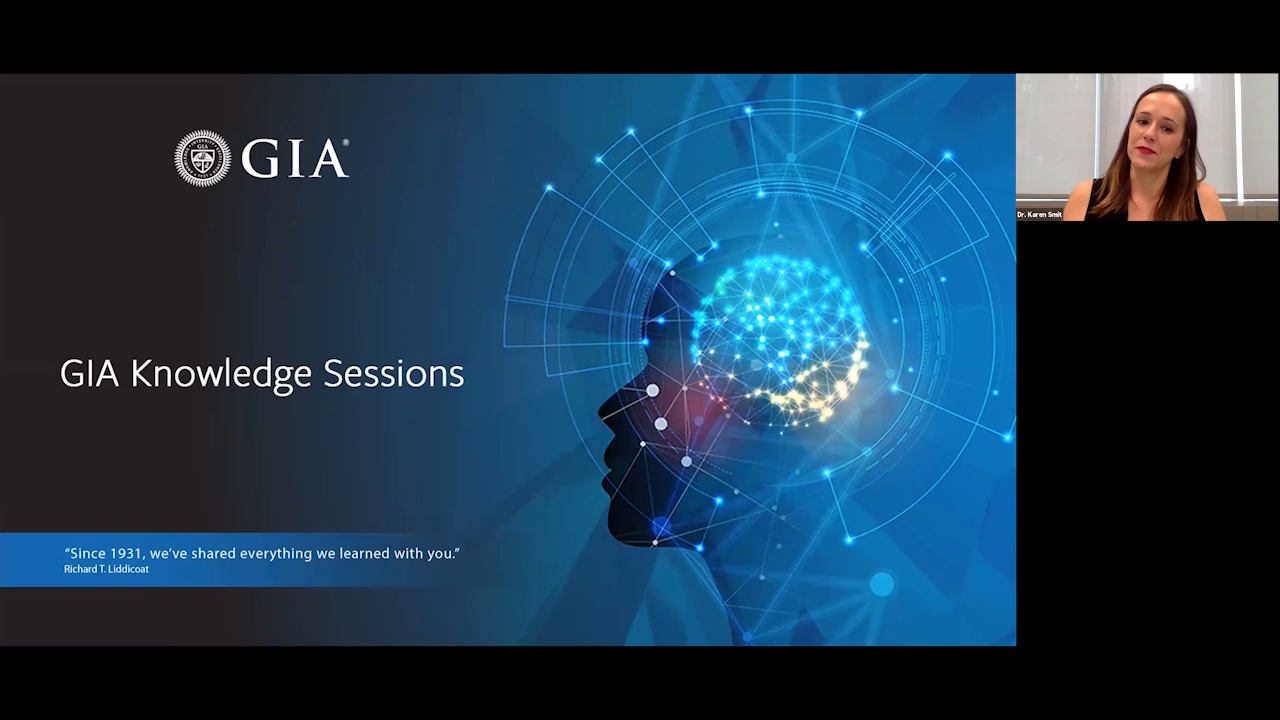 GIA®
GIA Knowledge Sessions
“Since 1931, we’ve shared everything we learned with you.”
Richard T. Liddicoat
Dr. Karen Smit